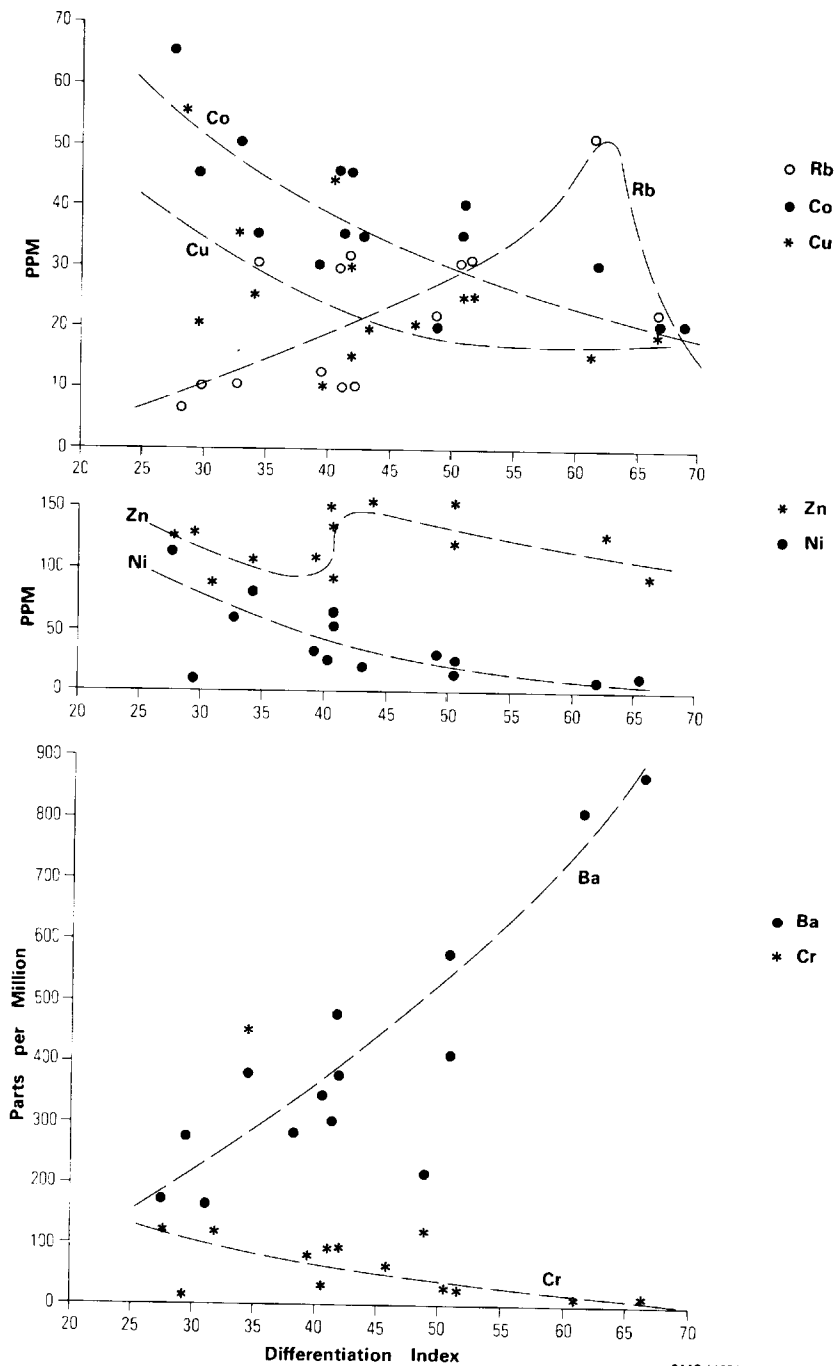 70
60
50
40
30
20
10
0
PPM
Co
Cu
Rb
○ Rb
● Co
* Cu
20 25 30 35 40 45 50 55 60 65 70
150
100
50
0
PPM
Zn
Ni
* Zn
● Ni
20 25 30 35 40 45 50 55 60 65 70
900
800
700
600
500
400
300
200
100
0
Parts per Million
Ba
Cr
● Ba
* Cr
20 25 30 35 40 45 50 55 60 65 70
Differentiation Index